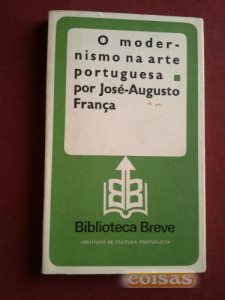 O moder-
nismo na arte
portuguesa
por José-Augusto
França
Biblioteca Breve
INSTITUTO DE CULTURA PORTUGUESA
coisas